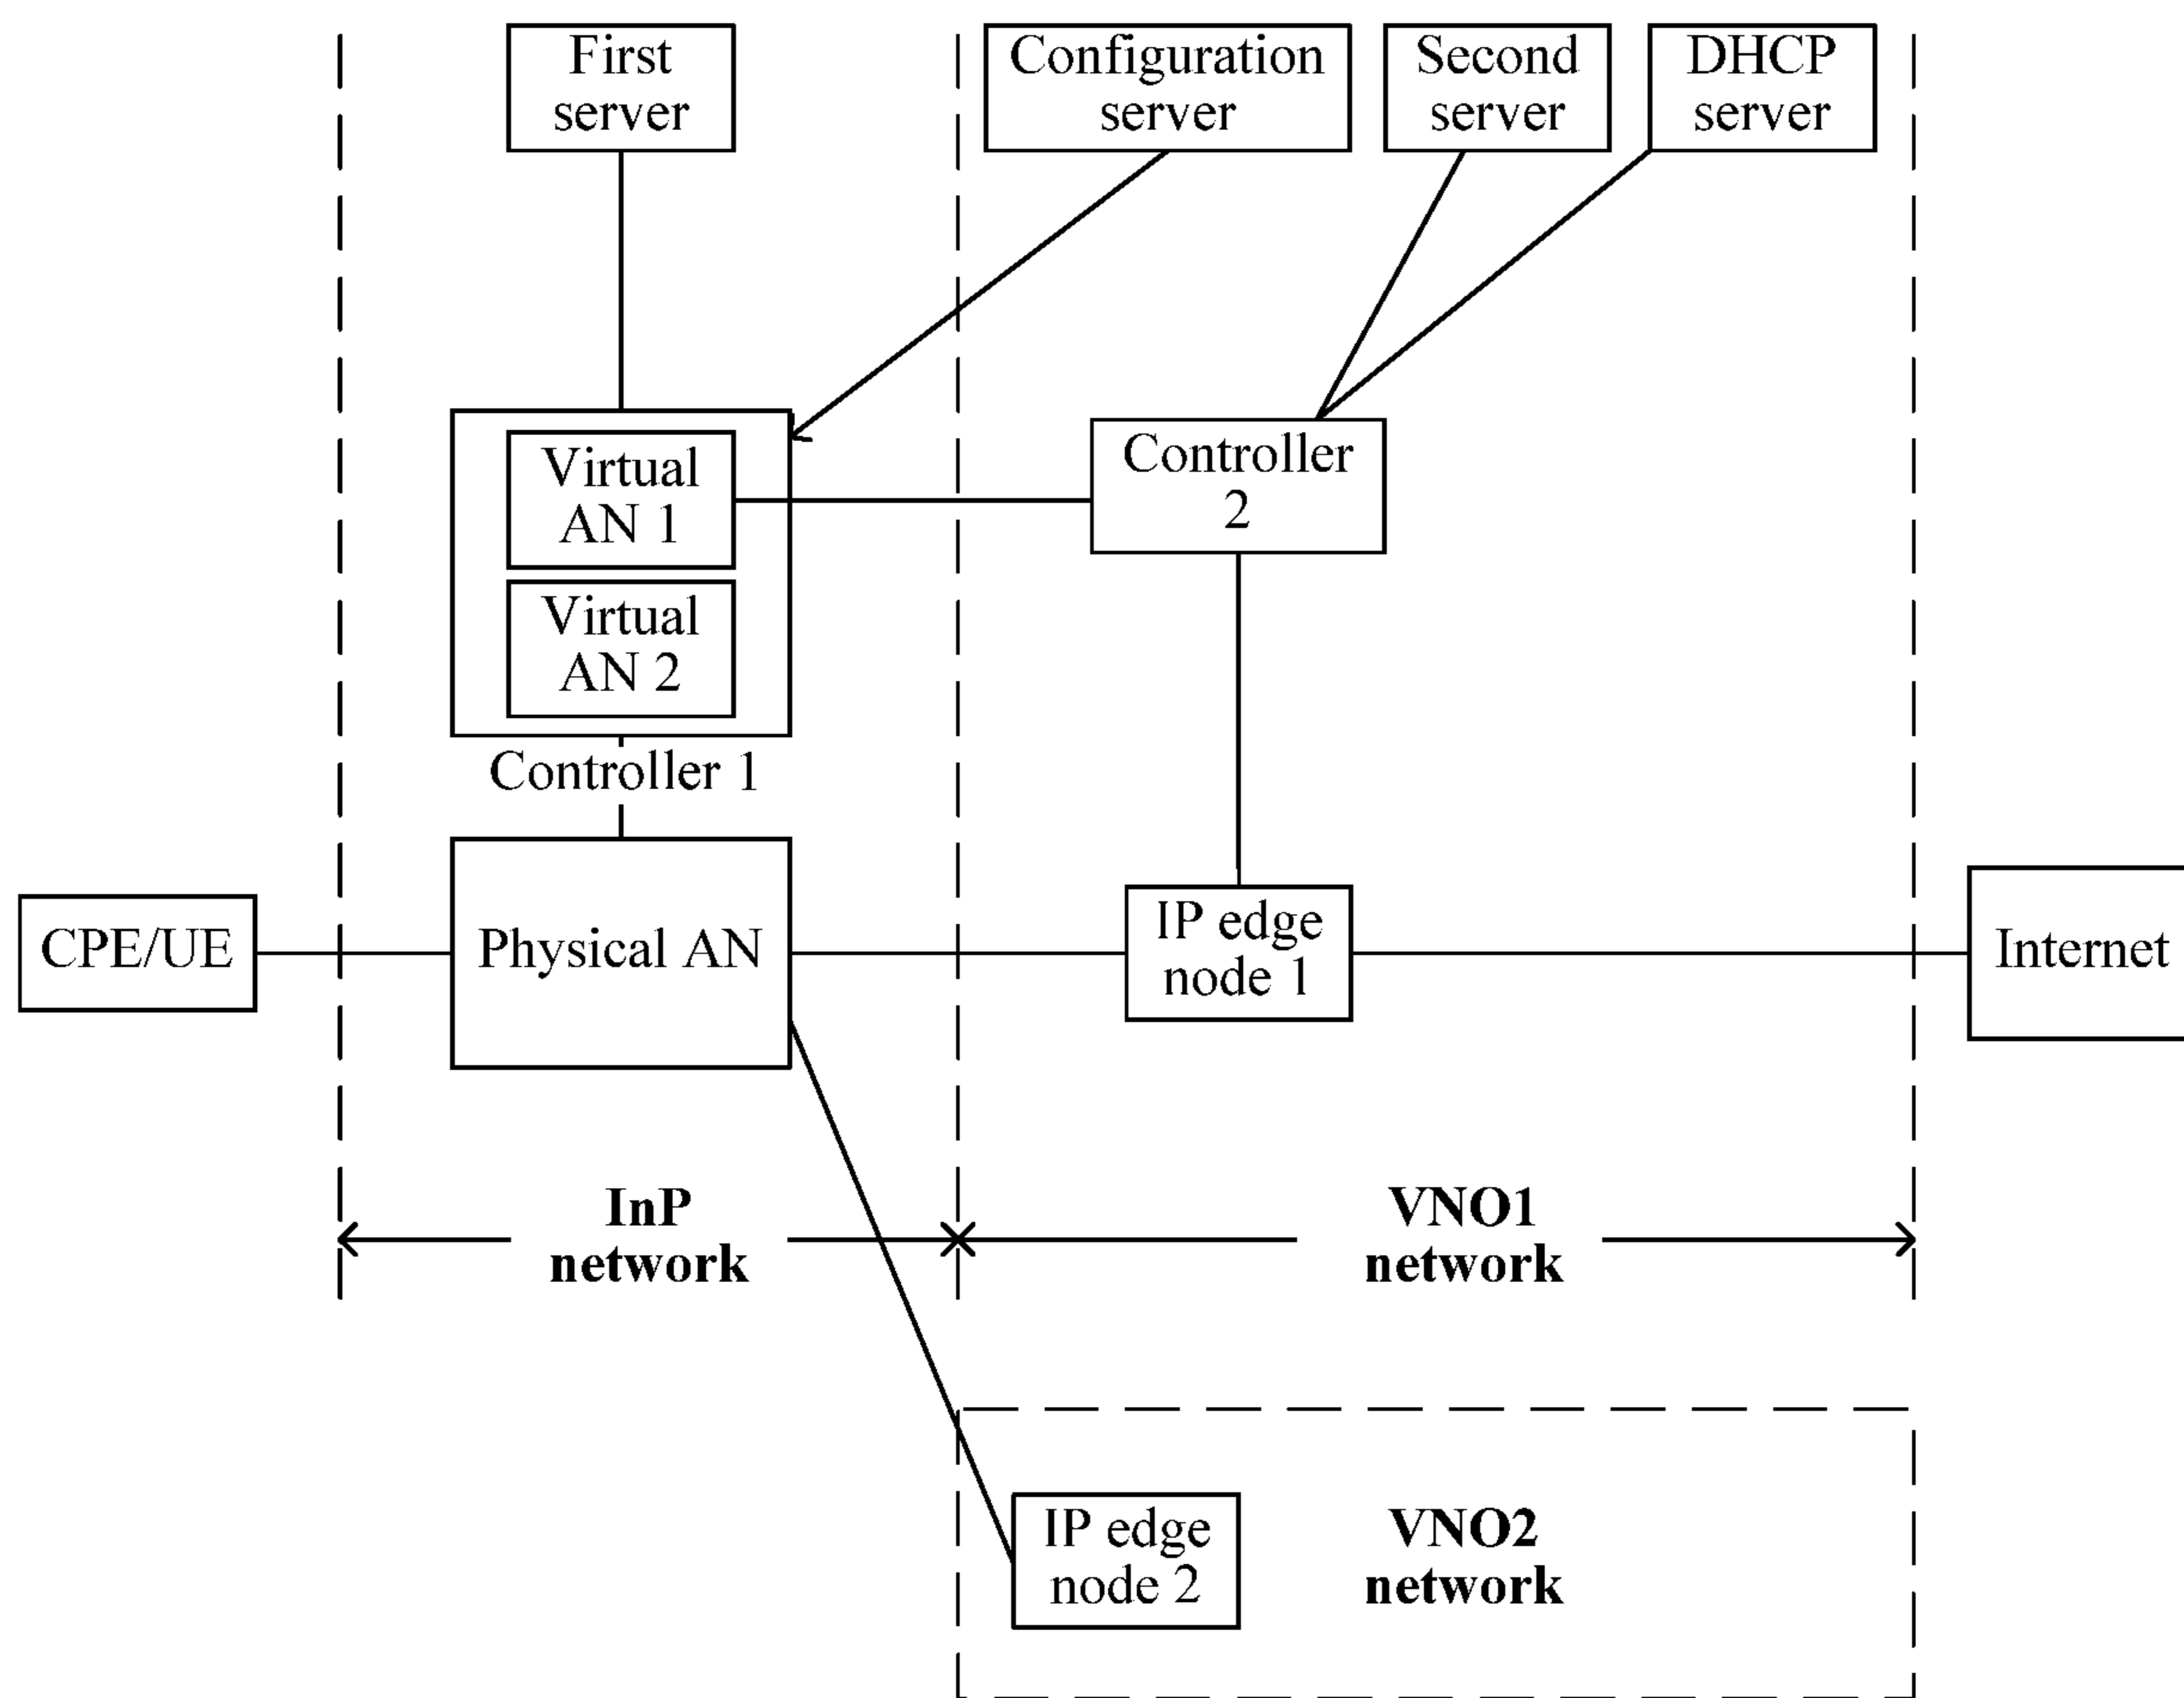 First
server
Configuration
server
Second
server
DHCP
server
Virtual
AN 1
Controller
2
Virtual
AN 2
Controller 1
CPE/UE
Physical AN
IP edge
node 1
Internet
InP
network
VNO1
network
IP edge
node 2
VNO2
network